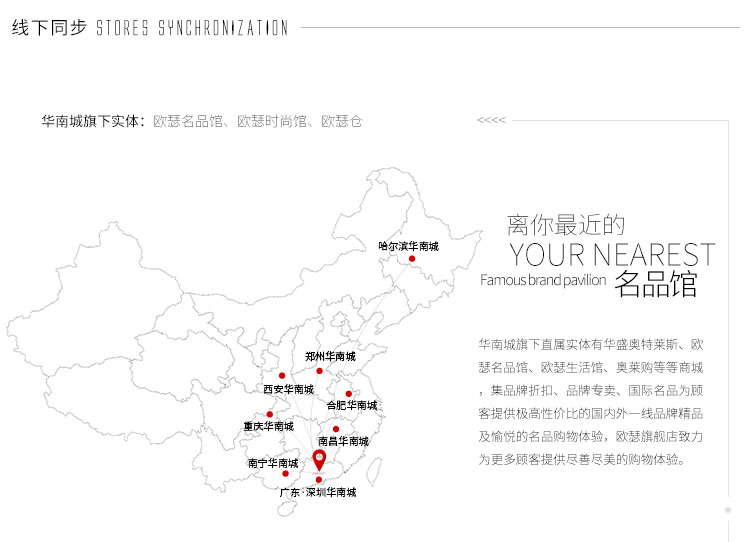 线下同步 STORES SYNCHRONIZATION
华南城旗下实体：欧瑟名品馆、欧瑟时尚馆、欧瑟仓
<<<<
离你最近的
YOUR NEAREST
Famous brand pavilion 名品馆
华南城旗下直属实体有华盛奥特莱斯、欧
瑟名品馆、欧瑟生活馆、奥莱购等等商城
，集品牌折扣、品牌专卖、国际名品为顾
客提供极高性价比的国内外一线品牌精品
及愉悦的名品购物体验，欧瑟旗舰店致力
为更多顾客提供尽善尽美的购物体验。
哈尔滨华南城
郑州华南城
西安华南城
合肥华南城
重庆华南城
南昌华南城
南宁华南城
广东·深圳华南城